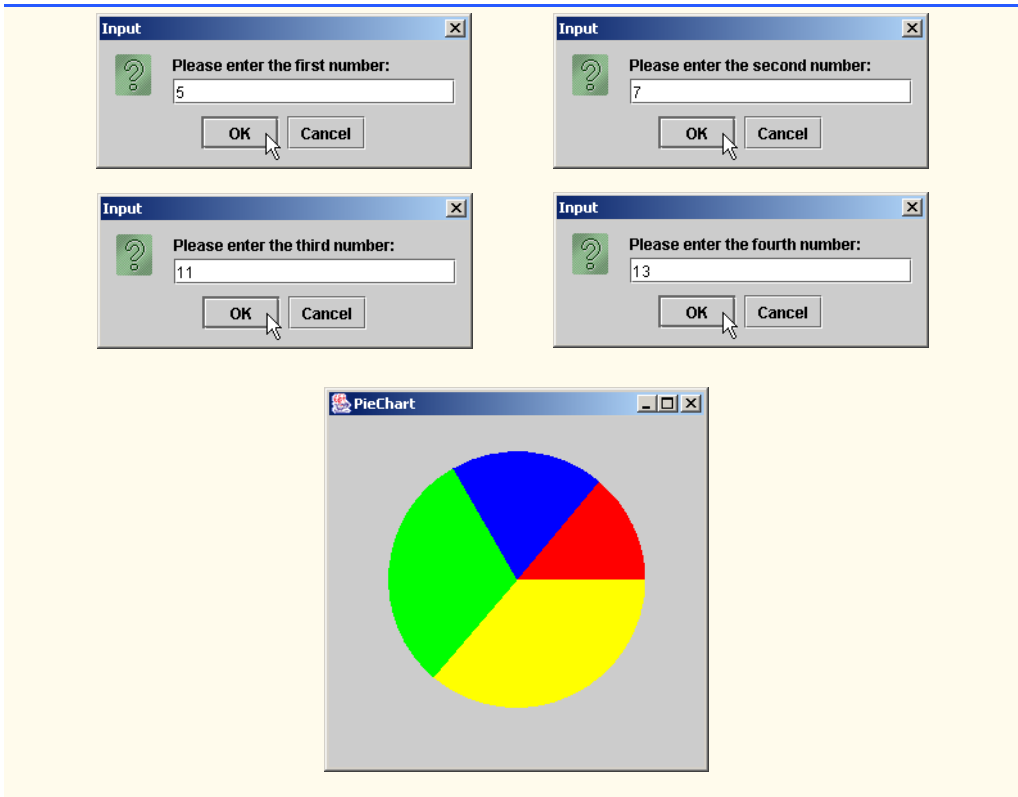 Input
Please enter the first number:
5
OK Cancel
Input
Please enter the second number:
7
OK Cancel
Input
Please enter the third number:
11
OK Cancel
Input
Please enter the fourth number:
13
OK Cancel
PieChart